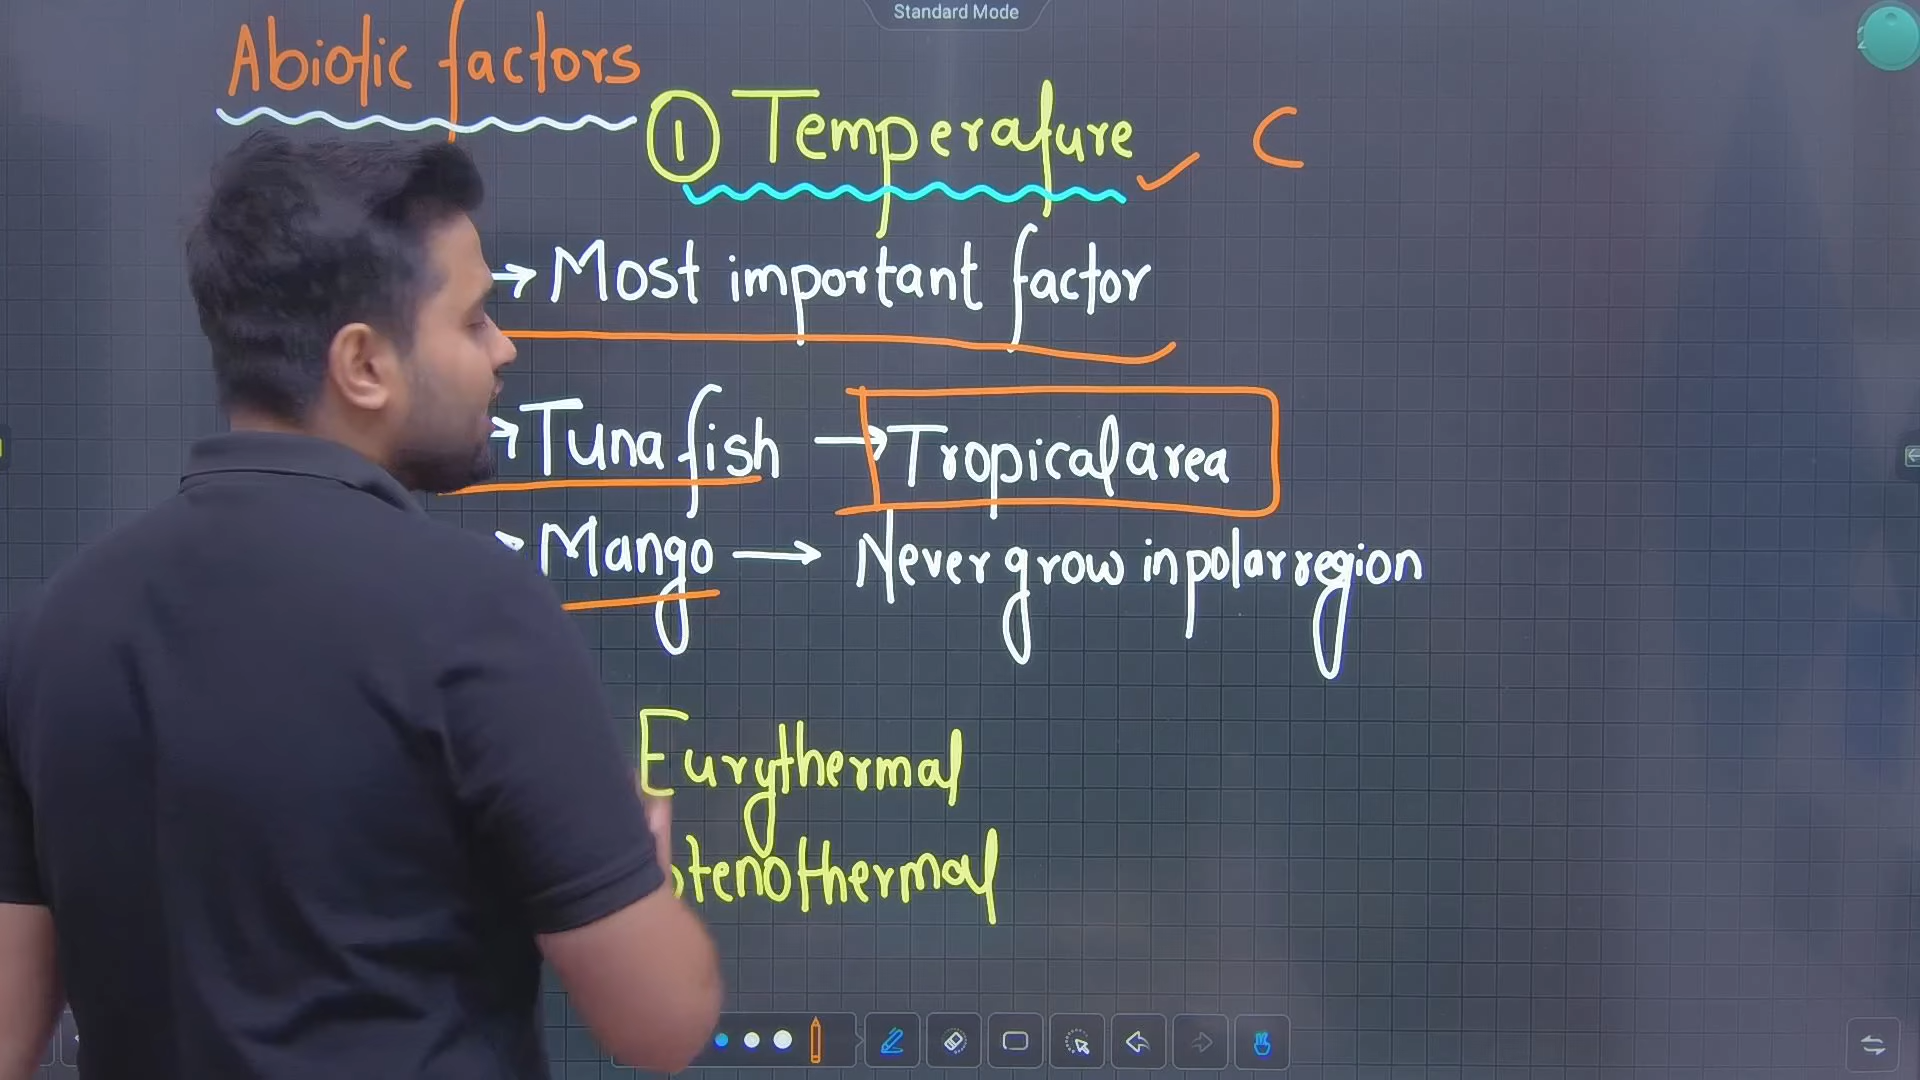 Standard Mode
Abiotic factors
① Temperature C
→ Most important factor
→ Tuna fish → Tropical area
→ Mango → Never grow in polar region
Eurythermal
Stenothermal